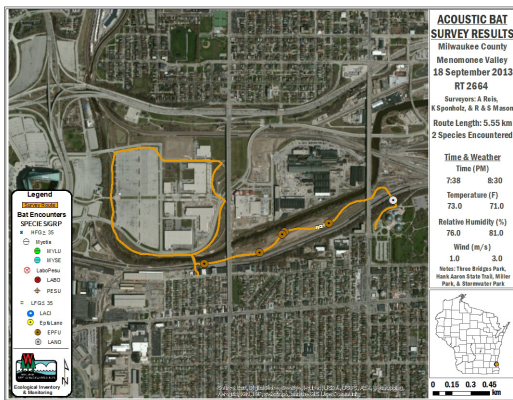 ACOUSTIC BAT
SURVEY RESULTS
Milwaukee County
Menomonee Valley
18 September 2013
RT 2664
Surveyors: A Reis,
K Sponholz, & R & S Mason
Route Length: 5.55 km
2 Species Encountered
Time & Weather
Time (PM)
7:38 8:30
Temperature (F)
73.0 71.0
Relative Humidity (%)
76.0 81.0
Wind (m/s)
1.0 3.0
Notes: Three Bridges Park,
Hank Aaron State Trail, Miller
Park, & Stormwater Park
0 0.15 0.3 0.45
km
Legend
Survey Route
Bat Encounters
SPECIESIGRP
HFG≥ 35
Myotis
MYLU
MYSE
LaboPesu
LABO
PESU
LFG≤ 35
LACI
EpfuLano
EPFU
LANO
N
Ecological Inventory
& Monitoring